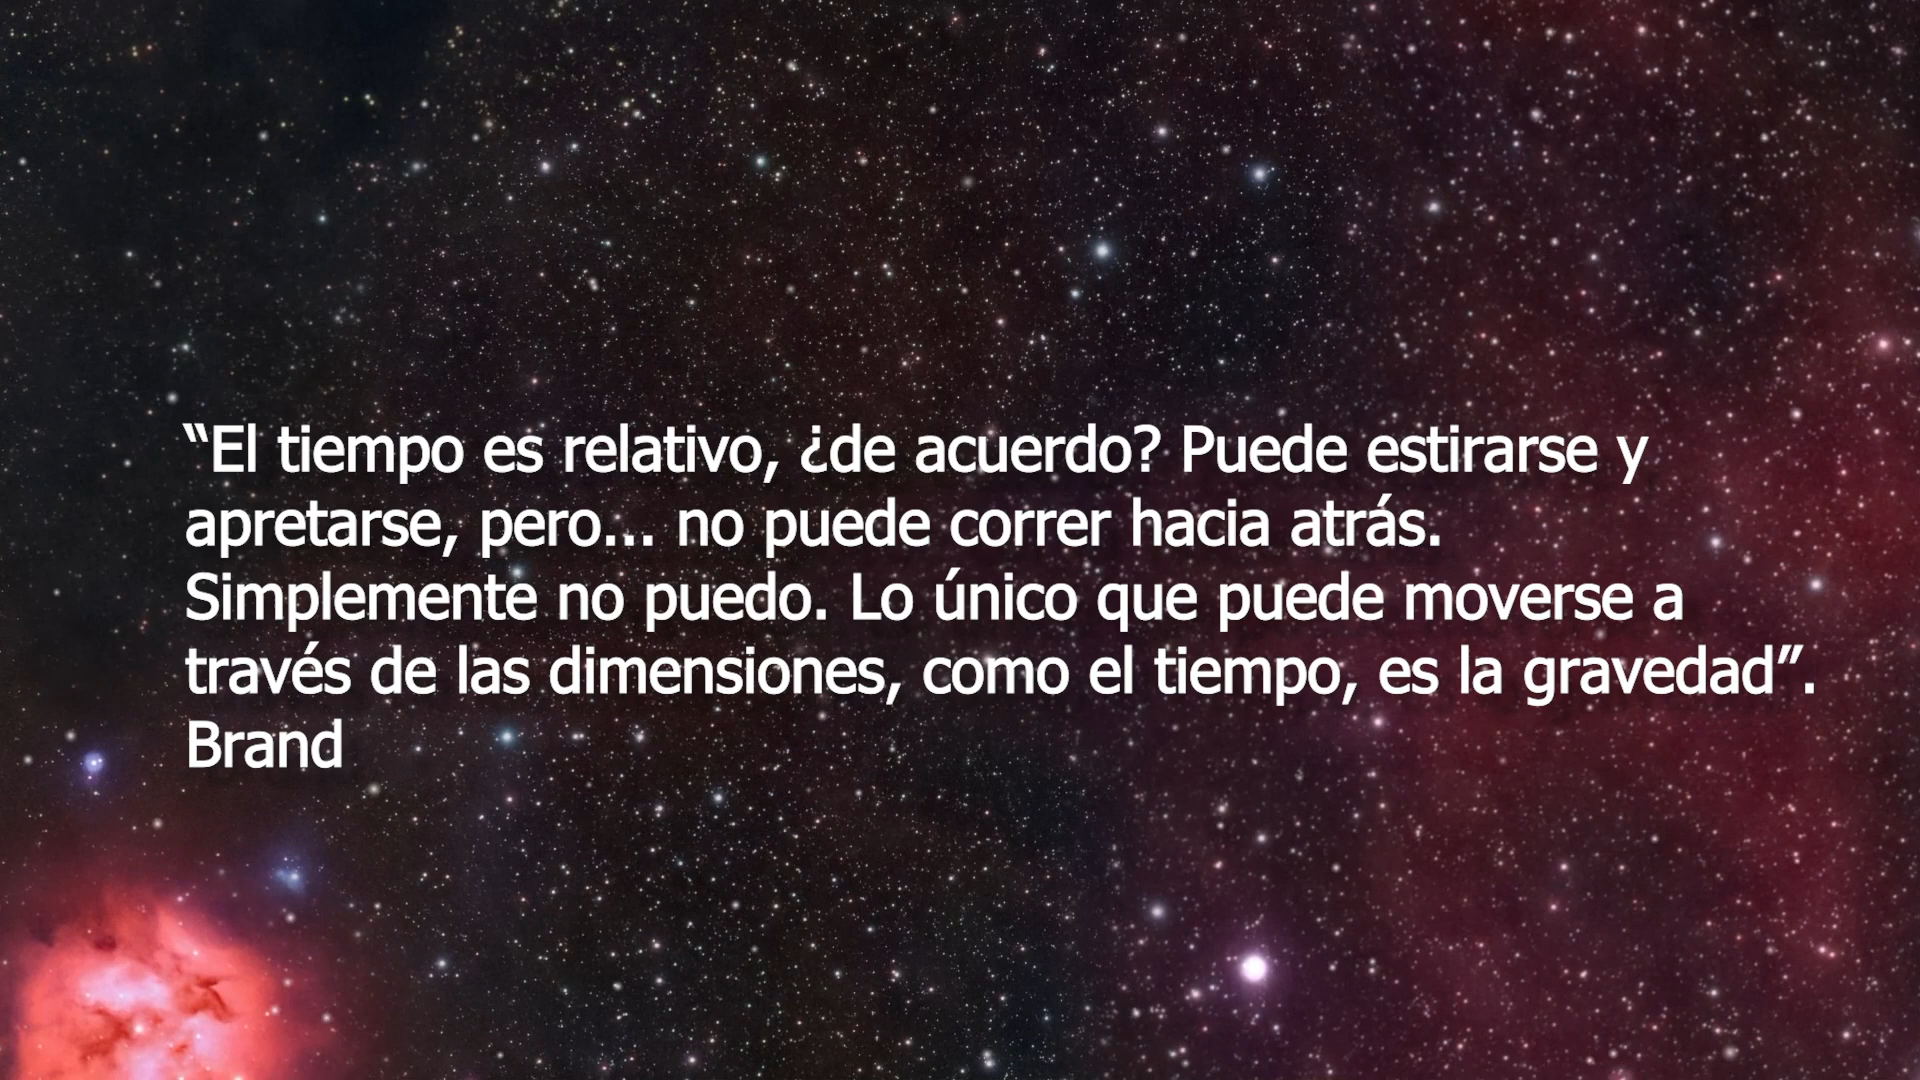 “El tiempo es relativo, ¿de acuerdo? Puede estirarse y
apretarse, pero... no puede correr hacia atrás.
Simplemente no puedo. Lo único que puede moverse a
través de las dimensiones, como el tiempo, es la gravedad”.
Brand